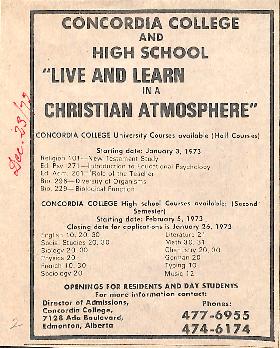 CONCORDIA COLLEGE
AND
HIGH SCHOOL
"LIVE AND LEARN
IN A
CHRISTIAN ATMOSPHERE"
CONCORDIA COLLEGE University Courses available (Half Courses)
Starting date: January 3, 1973
Religion 101—New Testament Study
Ed. Psy. 271—Introduction to Educational Psychology
Ed. Adm. 261—Role of the Teacher
Bio. 296—Diversity of Organisms
Bio. 229—Biological Function
CONCORDIA COLLEGE High school Courses available: (Second
Semester)
Starting date: February 5, 1973
Closing date for applications is January 26, 1973
English 10, 20, 30
Social Studies 20, 30
Biology 20, 30
Physics 20
French 10, 30
Sociology 20
Literature 21
Math 30, 31
Chemistry 20, 30
German 20
Typing 10
Music 12
OPENINGS FOR RESIDENTS AND DAY STUDENTS
For more information contact:
Director of Admissions,
Concordia College,
7128 Ada Boulevard,
Edmonton, Alberta
Phones:
477-6955
474-6174
Dec. 23/72
2